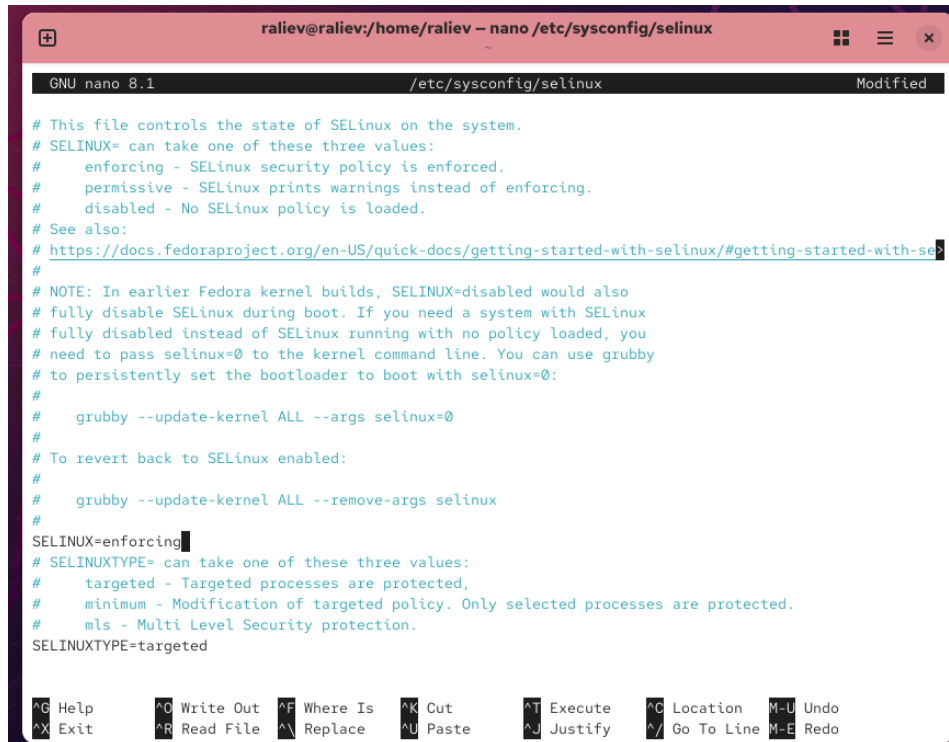 raliev@raliev:/home/raliev — nano /etc/sysconfig/selinux
~
GNU nano 8.1 /etc/sysconfig/selinux Modified
# This file controls the state of SELinux on the system.
# SELINUX= can take one of these three values:
#     enforcing - SELinux security policy is enforced.
#     permissive - SELinux prints warnings instead of enforcing.
#     disabled - No SELinux policy is loaded.
# See also:
# https://docs.fedoraproject.org/en-US/quick-docs/getting-started-with-selinux/#getting-started-with-se>
#
# NOTE: In earlier Fedora kernel builds, SELINUX=disabled would also
# fully disable SELinux during boot. If you need a system with SELinux
# fully disabled instead of SELinux running with no policy loaded, you
# need to pass selinux=0 to the kernel command line. You can use grubby
# to persistently set the bootloader to boot with selinux=0:
#
#    grubby --update-kernel ALL --args selinux=0
#
# To revert back to SELinux enabled:
#
#    grubby --update-kernel ALL --remove-args selinux
#
SELINUX=enforcing
# SELINUXTYPE= can take one of these three values:
#     targeted - Targeted processes are protected,
#     minimum - Modification of targeted policy. Only selected processes are protected.
#     mls - Multi Level Security protection.
SELINUXTYPE=targeted
^G Help ^O Write Out ^F Where Is ^K Cut ^T Execute ^C Location M-U Undo
^X Exit ^R Read File ^\ Replace ^U Paste ^J Justify ^/ Go To Line M-E Redo